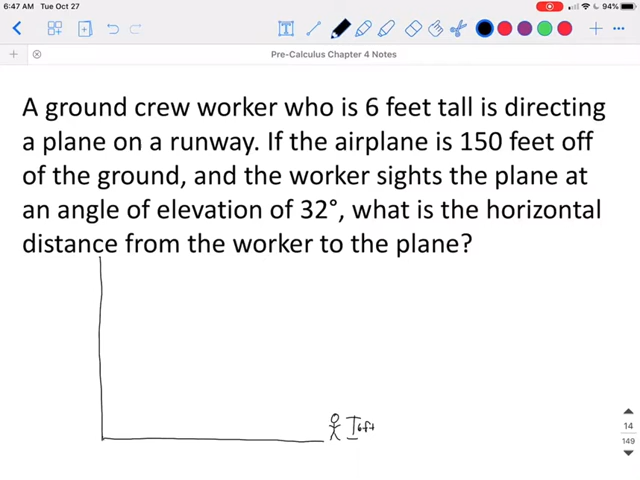 6:47 AM Tue Oct 27
94%
Pre-Calculus Chapter 4 Notes
A ground crew worker who is 6 feet tall is directing
a plane on a runway. If the airplane is 150 feet off
of the ground, and the worker sights the plane at
an angle of elevation of 32°, what is the horizontal
distance from the worker to the plane?
6ft
14
149